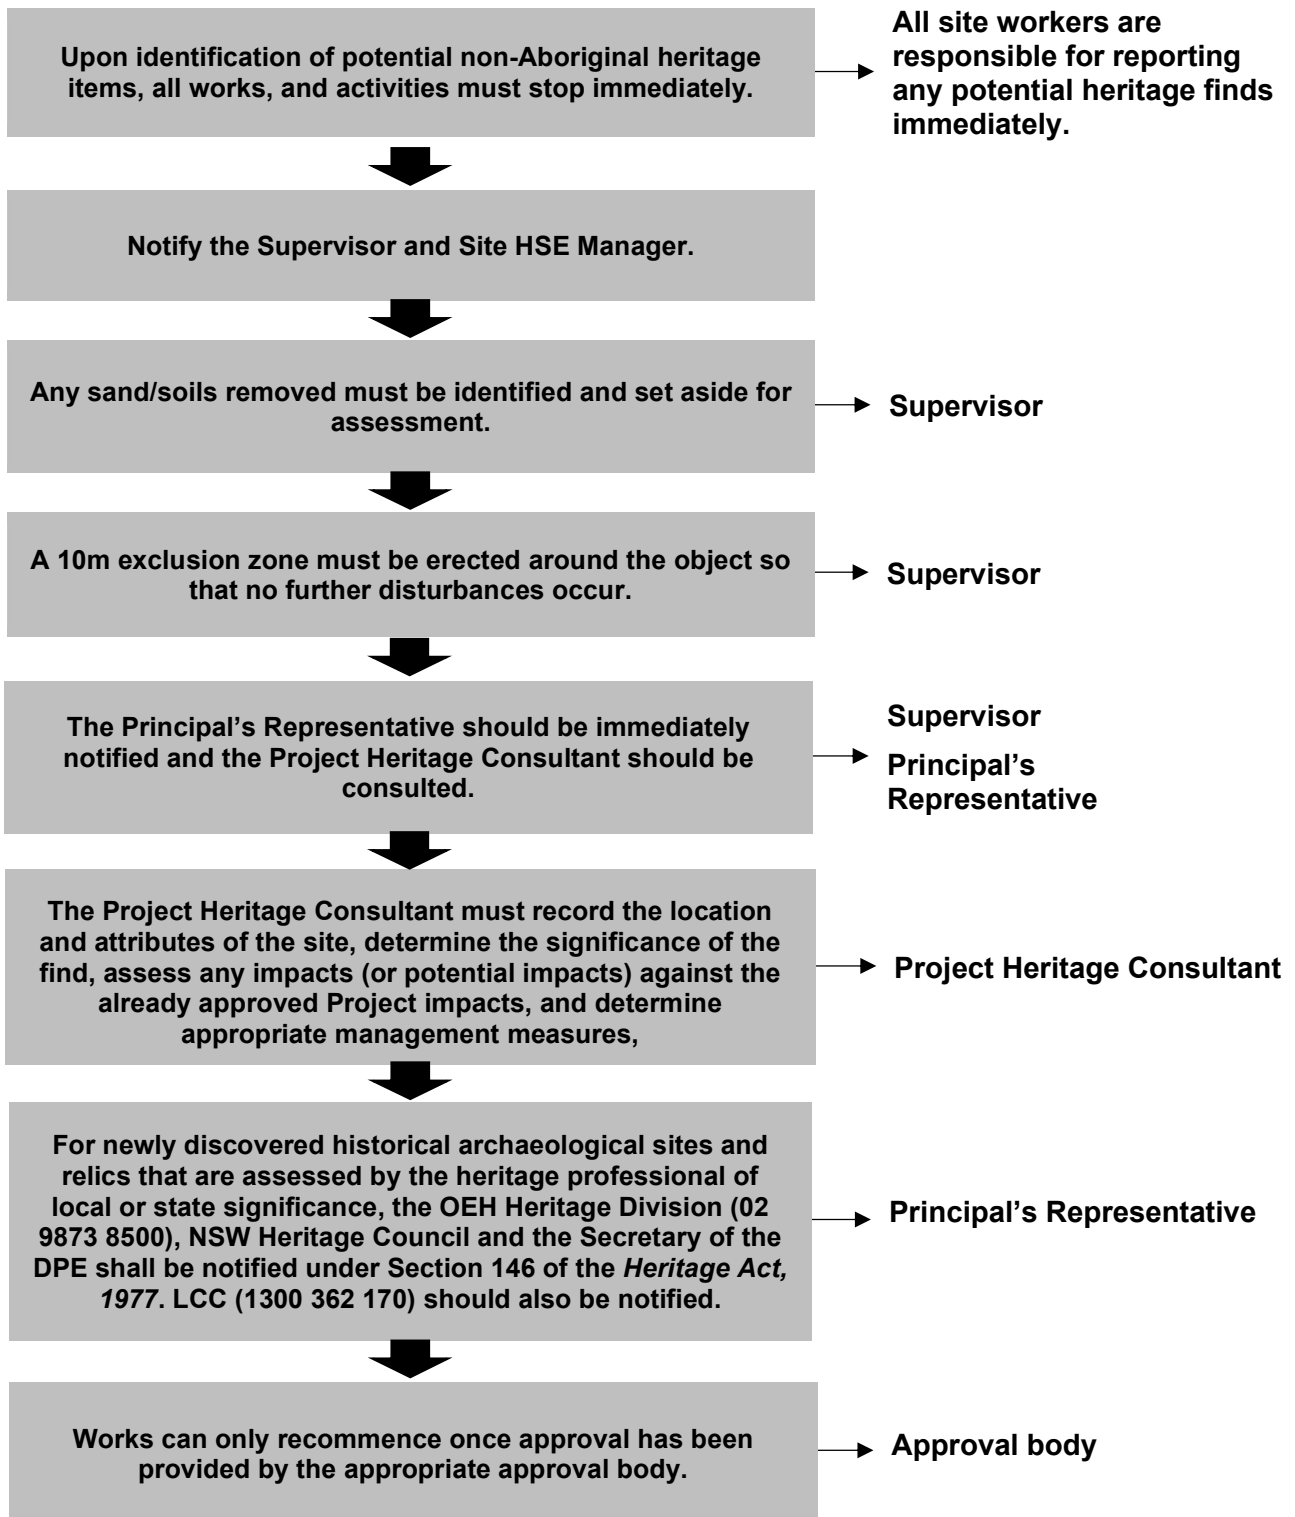 Upon identification of potential non-Aboriginal heritage
items, all works, and activities must stop immediately.
All site workers are
responsible for reporting
any potential heritage finds
immediately.
Notify the Supervisor and Site HSE Manager.
Any sand/soils removed must be identified and set aside for
assessment.
Supervisor
A 10m exclusion zone must be erected around the object so
that no further disturbances occur.
Supervisor
The Principal’s Representative should be immediately
notified and the Project Heritage Consultant should be
consulted.
Supervisor
Principal’s
Representative
The Project Heritage Consultant must record the location
and attributes of the site, determine the significance of the
find, assess any impacts (or potential impacts) against the
already approved Project impacts, and determine
appropriate management measures,
Project Heritage Consultant
For newly discovered historical archaeological sites and
relics that are assessed by the heritage professional of
local or state significance, the OEH Heritage Division (02
9873 8500), NSW Heritage Council and the Secretary of the
DPE shall be notified under Section 146 of the Heritage Act,
1977. LCC (1300 362 170) should also be notified.
Principal’s Representative
Works can only recommence once approval has been
provided by the appropriate approval body.
Approval body